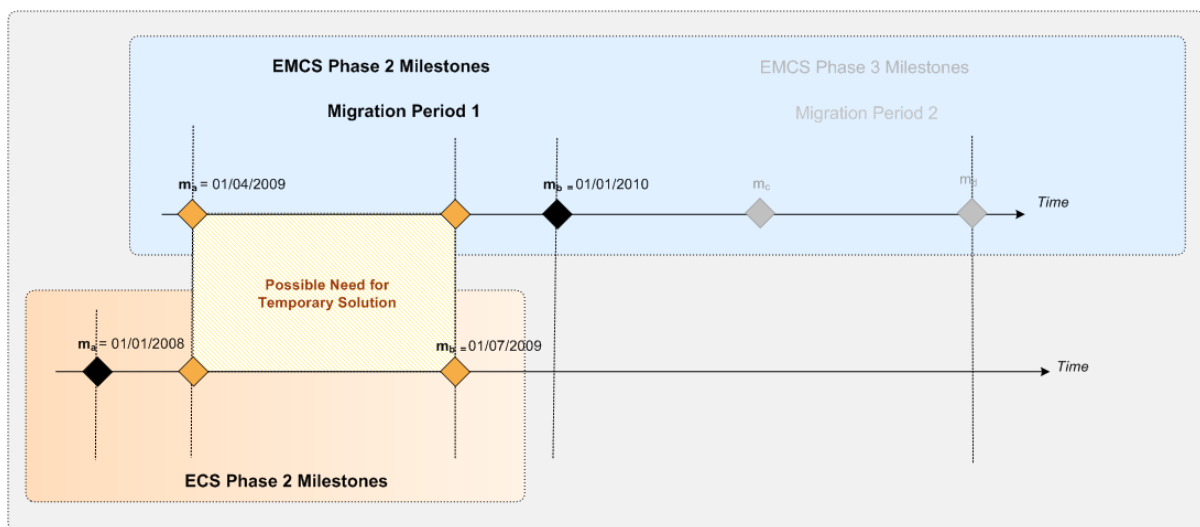 EMCS Phase 2 Milestones
EMCS Phase 3 Milestones
Migration Period 1
Migration Period 2
ma = 01/04/2009
mb = 01/01/2010
mc
md
Time
Possible Need for
Temporary Solution
ma = 01/01/2008
mb = 01/07/2009
Time
ECS Phase 2 Milestones